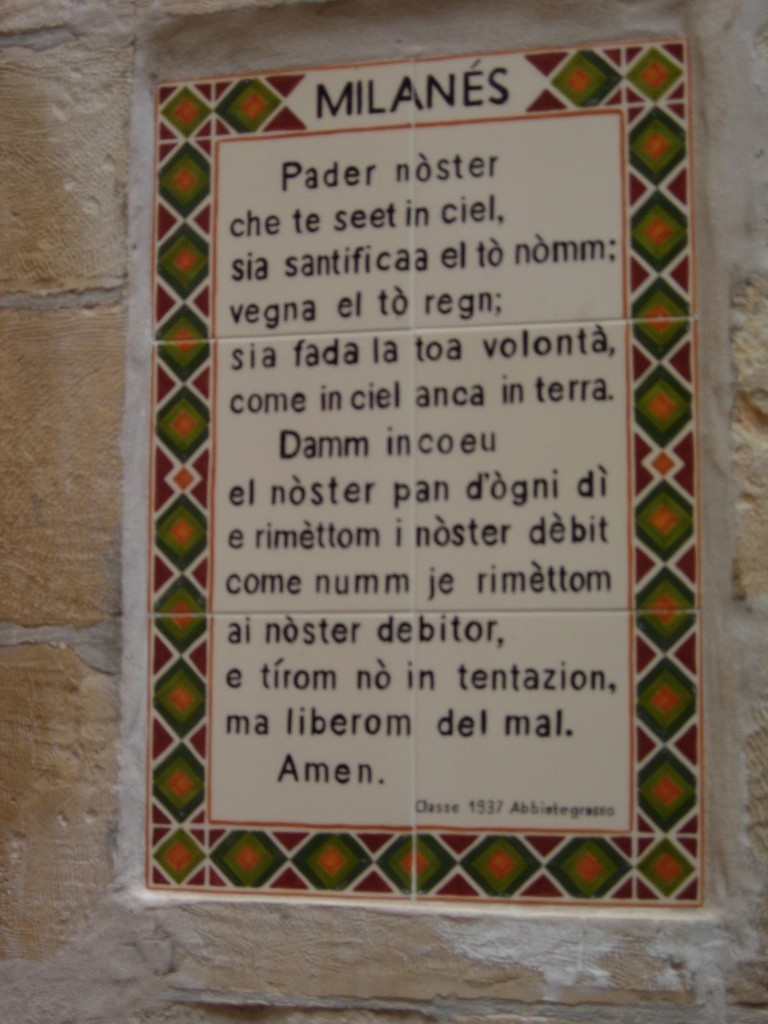 MILANÉS
Pader nòster
che te seet in ciel,
sia santificaa el tò nòmm;
vegna el tò regn;
sia fada la toa volontà,
come in ciel anca in terra.
Damm incoeu
el nòster pan d'ògni dì
e rimèttom i nòster dèbit
come numm je rimèttom
ai nòster debitor,
e tírom nò in tentazion,
ma liberom del mal.
Amen.
Classe 1937 Abbiategrasso